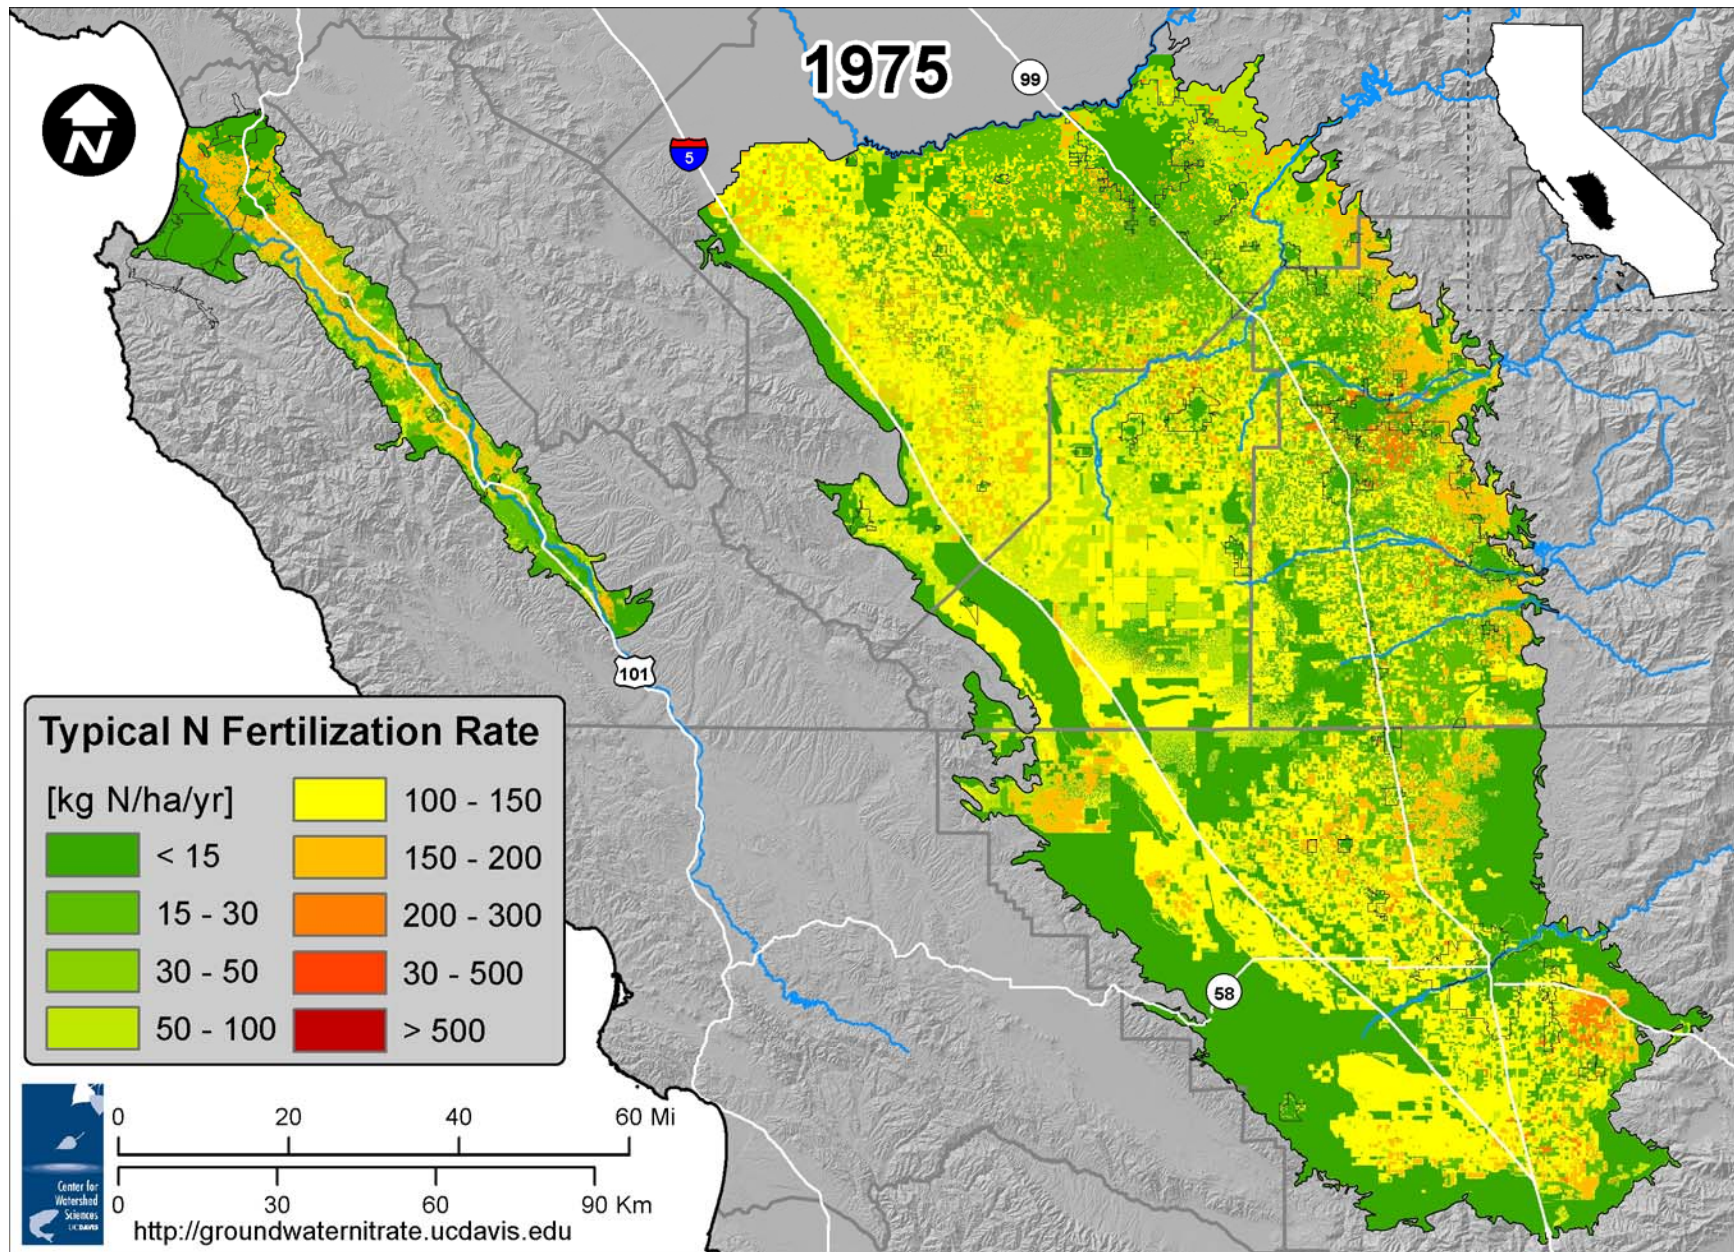 1975
N
99
5
101
58
Typical N Fertilization Rate
[kg N/ha/yr]
< 15
15 - 30
30 - 50
50 - 100
100 - 150
150 - 200
200 - 300
30 - 500
> 500
0 20 40 60 Mi
0 30 60 90 Km
Center for
Watershed
Sciences
UC DAVIS
http://groundwaternitrate.ucdavis.edu